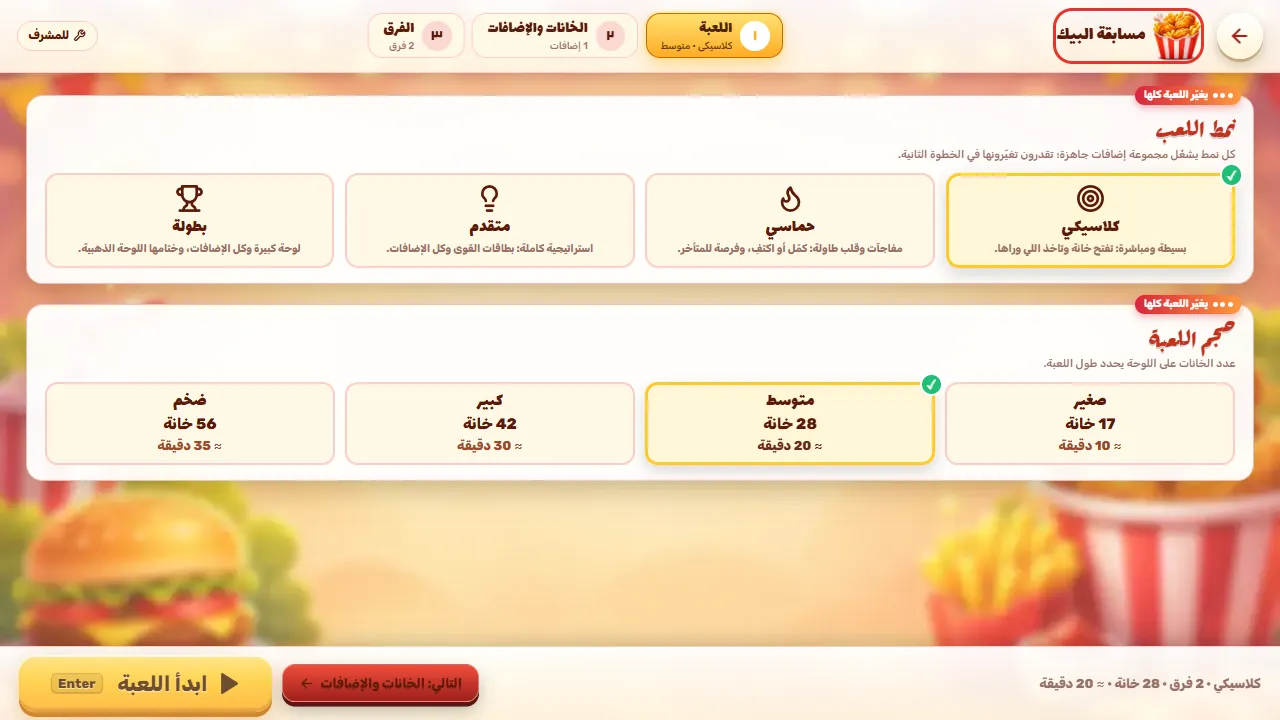 مسابقة البيك
١
اللعبة
كلاسيكي • متوسط
٢
الخانات والإضافات
1 إضافات
٣
الفرق
2 فرق
للمشرف
يغيّر اللعبة كلها
نمط اللعب
كل نمط يشغّل مجموعة إضافات جاهزة؛ تقدرون تغيّرونها في الخطوة الثانية.
كلاسيكي
بسيطة ومباشرة: تفتح خانة وتاخذ اللي وراها.
حماسي
مفاجآت وقلب طاولة: كمّل أو اكتفِ، وفرصة للمتأخر.
متقدم
استراتيجية كاملة: بطاقات القوى وكل الإضافات.
بطولة
لوحة كبيرة وكل الإضافات، وختامها اللوحة الذهبية.
يغيّر اللعبة كلها
حجم اللعبة
عدد الخانات على اللوحة يحدد طول اللعبة.
صغير
17 خانة
≈ 10 دقيقة
متوسط
28 خانة
≈ 20 دقيقة
كبير
42 خانة
≈ 30 دقيقة
ضخم
56 خانة
≈ 35 دقيقة
كلاسيكي • 2 فرق • 28 خانة • ≈ 20 دقيقة
التالي: الخانات والإضافات ←
ابدأ اللعبة Enter